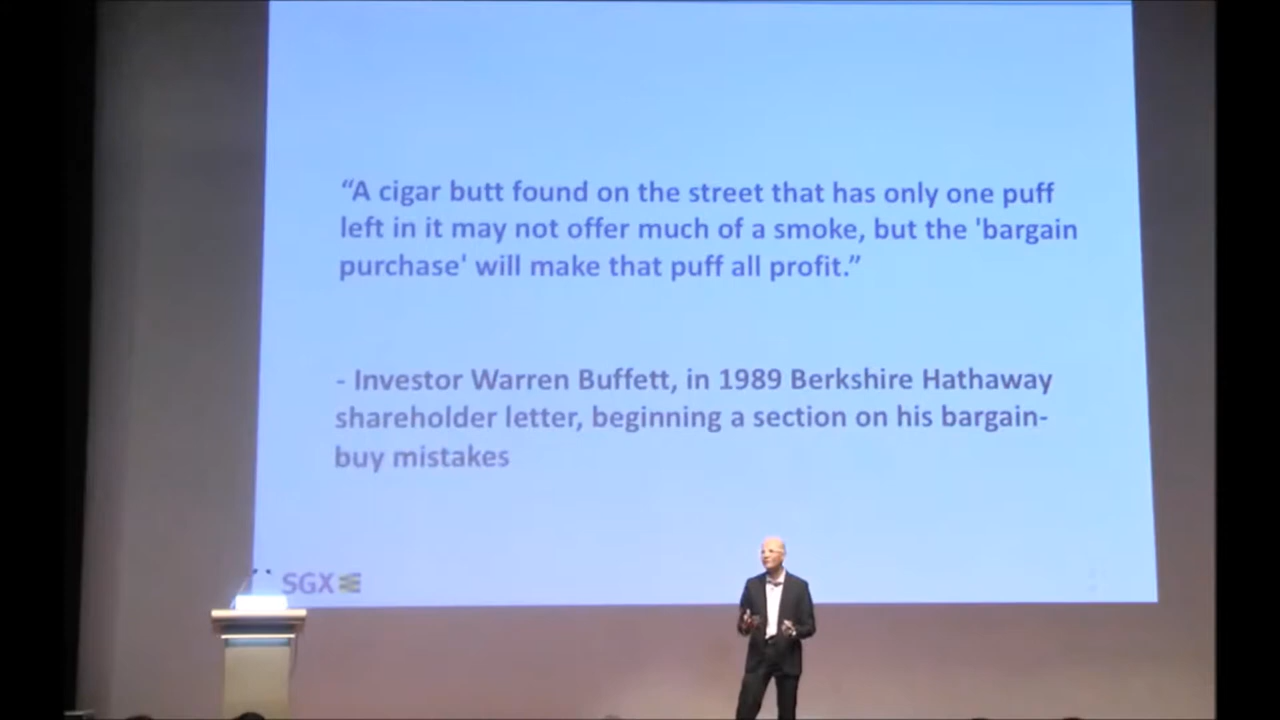 “A cigar butt found on the street that has only one puff
left in it may not offer much of a smoke, but the 'bargain
purchase' will make that puff all profit.”
- Investor Warren Buffett, in 1989 Berkshire Hathaway
shareholder letter, beginning a section on his bargain-
buy mistakes
SGX